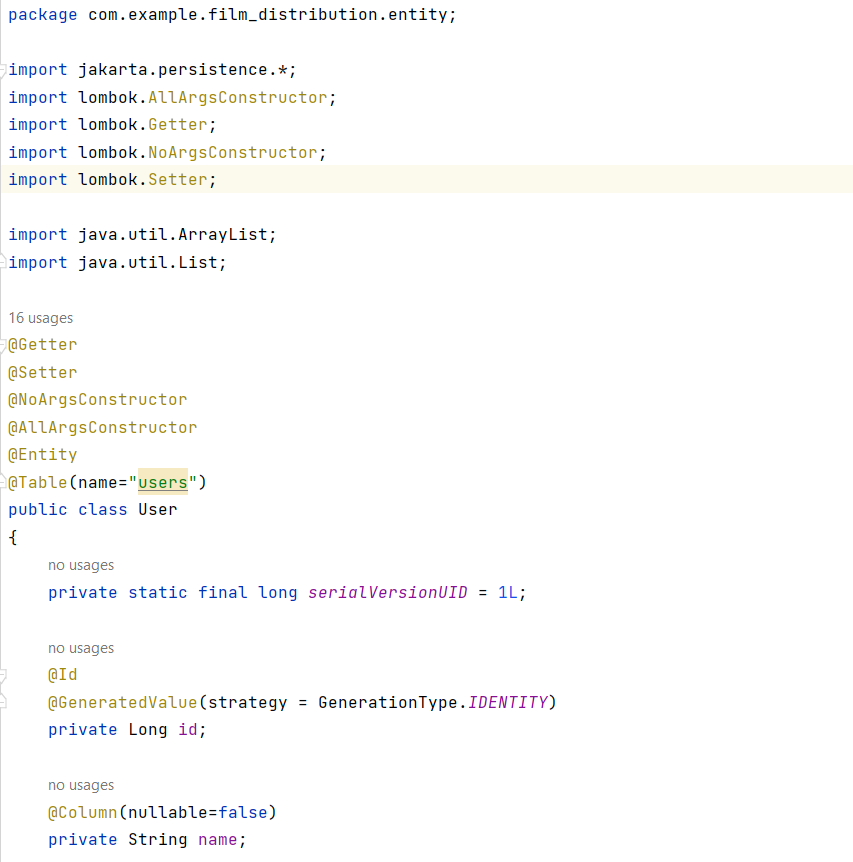 package com.example.film_distribution.entity;
import jakarta.persistence.*;
import lombok.AllArgsConstructor;
import lombok.Getter;
import lombok.NoArgsConstructor;
import lombok.Setter;
import java.util.ArrayList;
import java.util.List;
16 usages
@Getter
@Setter
@NoArgsConstructor
@AllArgsConstructor
@Entity
@Table(name="users")
public class User
{
no usages
private static final long serialVersionUID = 1L;
no usages
@Id
@GeneratedValue(strategy = GenerationType.IDENTITY)
private Long id;
no usages
@Column(nullable=false)
private String name;